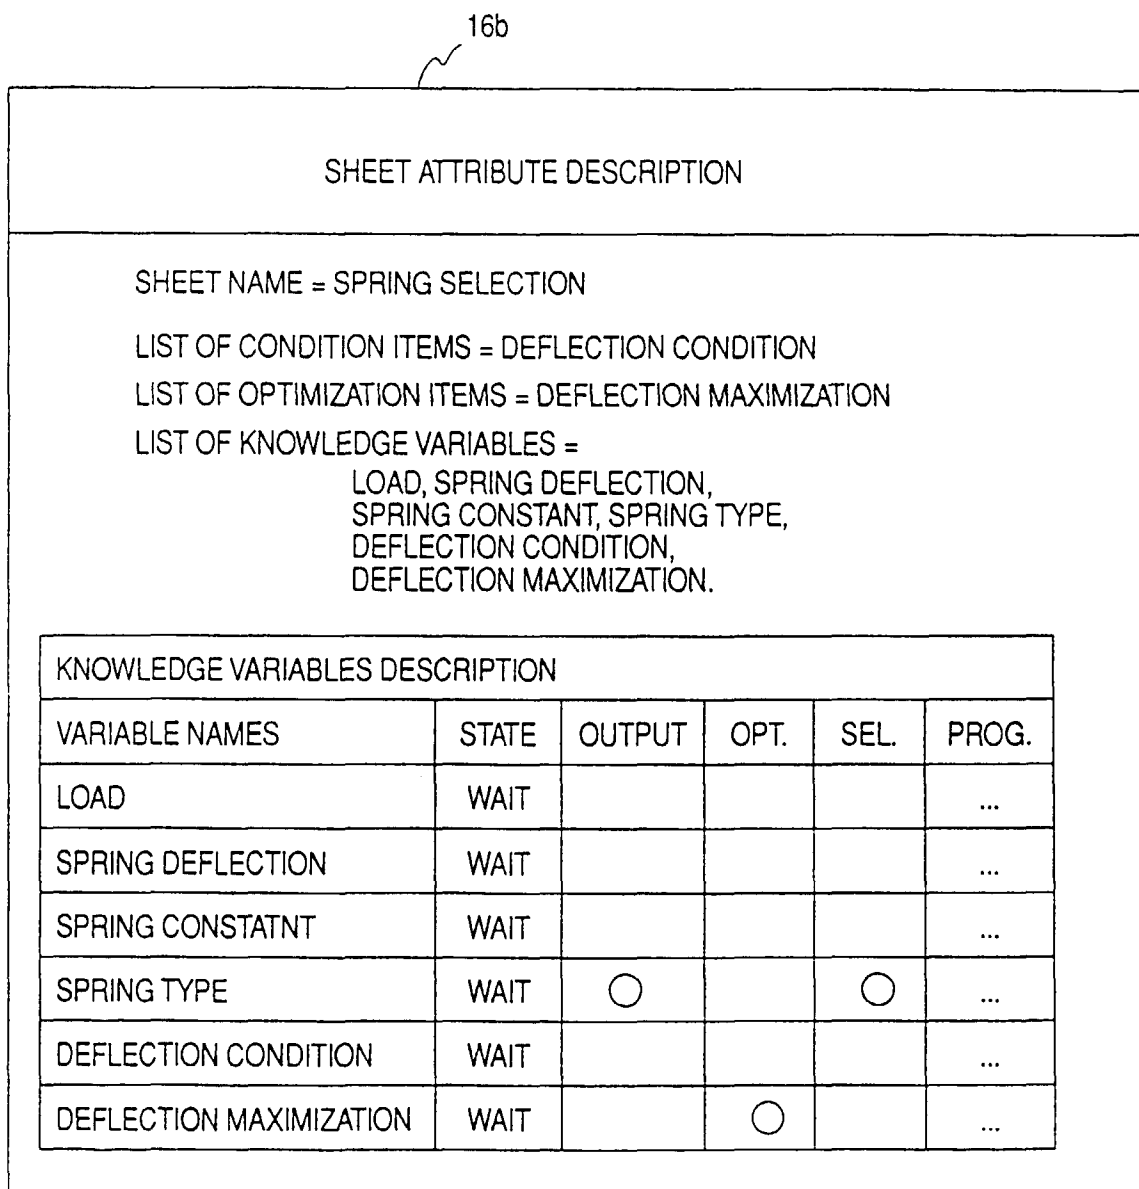 16b
SHEET ATTRIBUTE DESCRIPTION
SHEET NAME = SPRING SELECTION
LIST OF CONDITION ITEMS = DEFLECTION CONDITION
LIST OF OPTIMIZATION ITEMS = DEFLECTION MAXIMIZATION
LIST OF KNOWLEDGE VARIABLES =
LOAD, SPRING DEFLECTION,
SPRING CONSTANT, SPRING TYPE,
DEFLECTION CONDITION,
DEFLECTION MAXIMIZATION.
KNOWLEDGE VARIABLES DESCRIPTION
VARIABLE NAMES STATE OUTPUT OPT. SEL. PROG.
LOAD WAIT ...
SPRING DEFLECTION WAIT ...
SPRING CONSTATNT WAIT ...
SPRING TYPE WAIT ○ ○ ...
DEFLECTION CONDITION WAIT ...
DEFLECTION MAXIMIZATION WAIT ○ ...